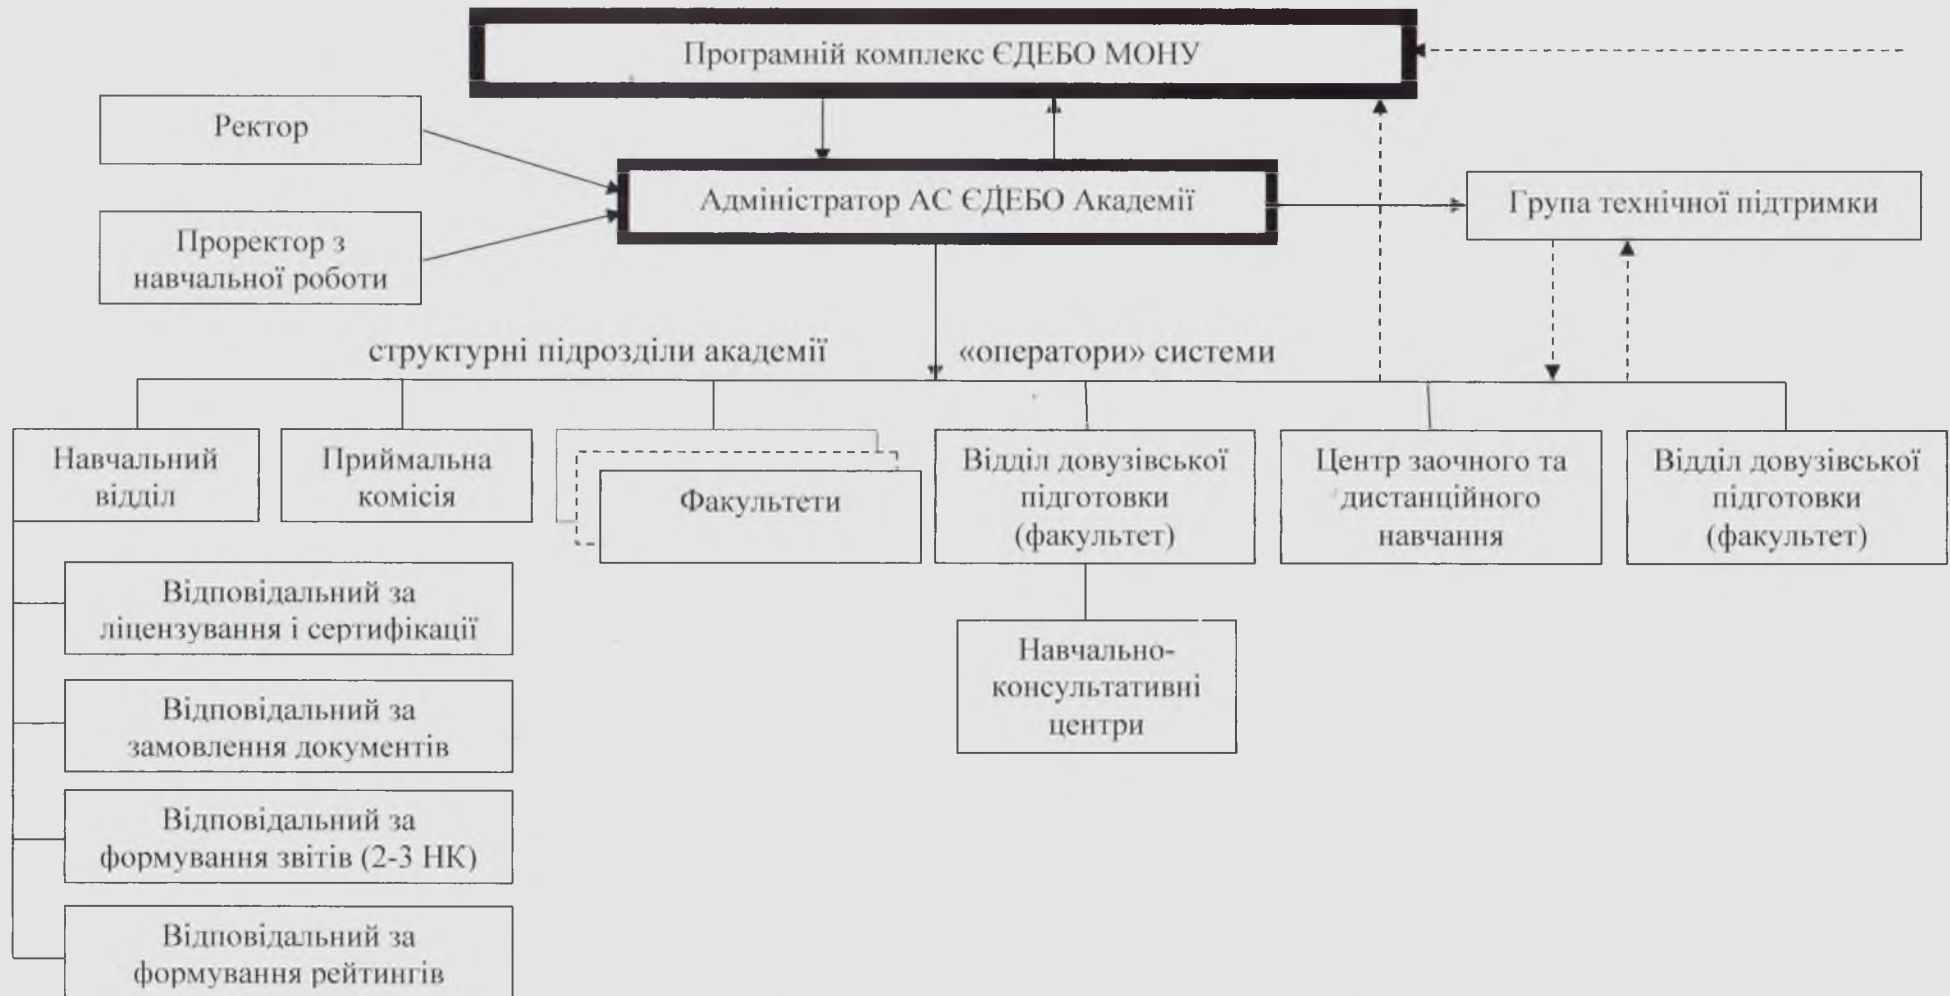 Програмній комплекс ЄДЕБО МОНУ
Ректор
Адміністратор АС ЄДЕБО Академії
Група технічної підтримки
Проректор з
навчальної роботи
структурні підрозділи академії
«оператори» системи
Навчальний
відділ
Приймальна
комісія
Факультети
Відділ довузівської
підготовки
(факультет)
Центр заочного та
дистанційного
навчання
Відділ довузівської
підготовки
(факультет)
Відповідальний за
ліцензування і сертифікації
Відповідальний за
замовлення документів
Відповідальний за
формування звітів (2-3 НК)
Відповідальний за
формування рейтингів
Навчально-
консультативні
центри